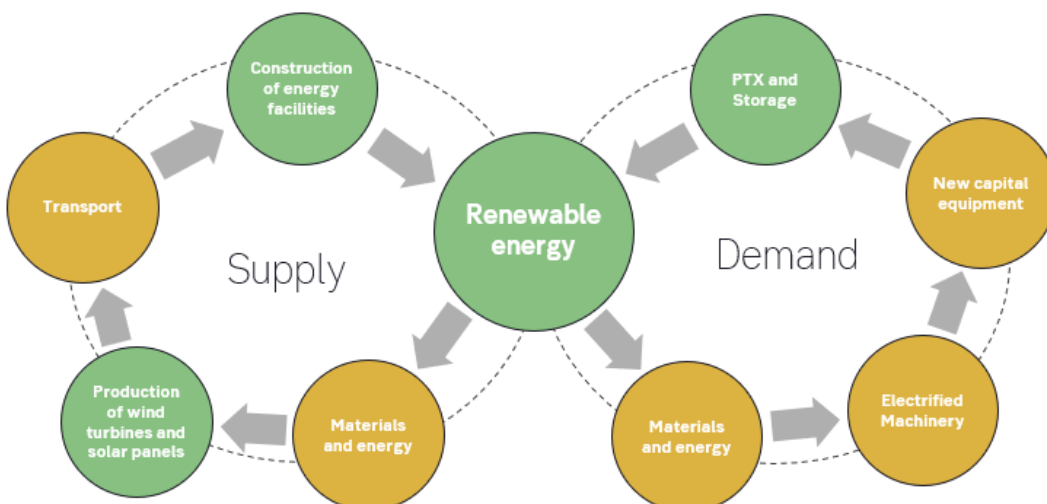 Construction
of energy
facilities
PTX and
Storage
Transport
New capital
equipment
Renewable
energy
Supply
Demand
Production
of wind
turbines and
solar panels
Materials
and energy
Materials
and energy
Electrified
Machinery